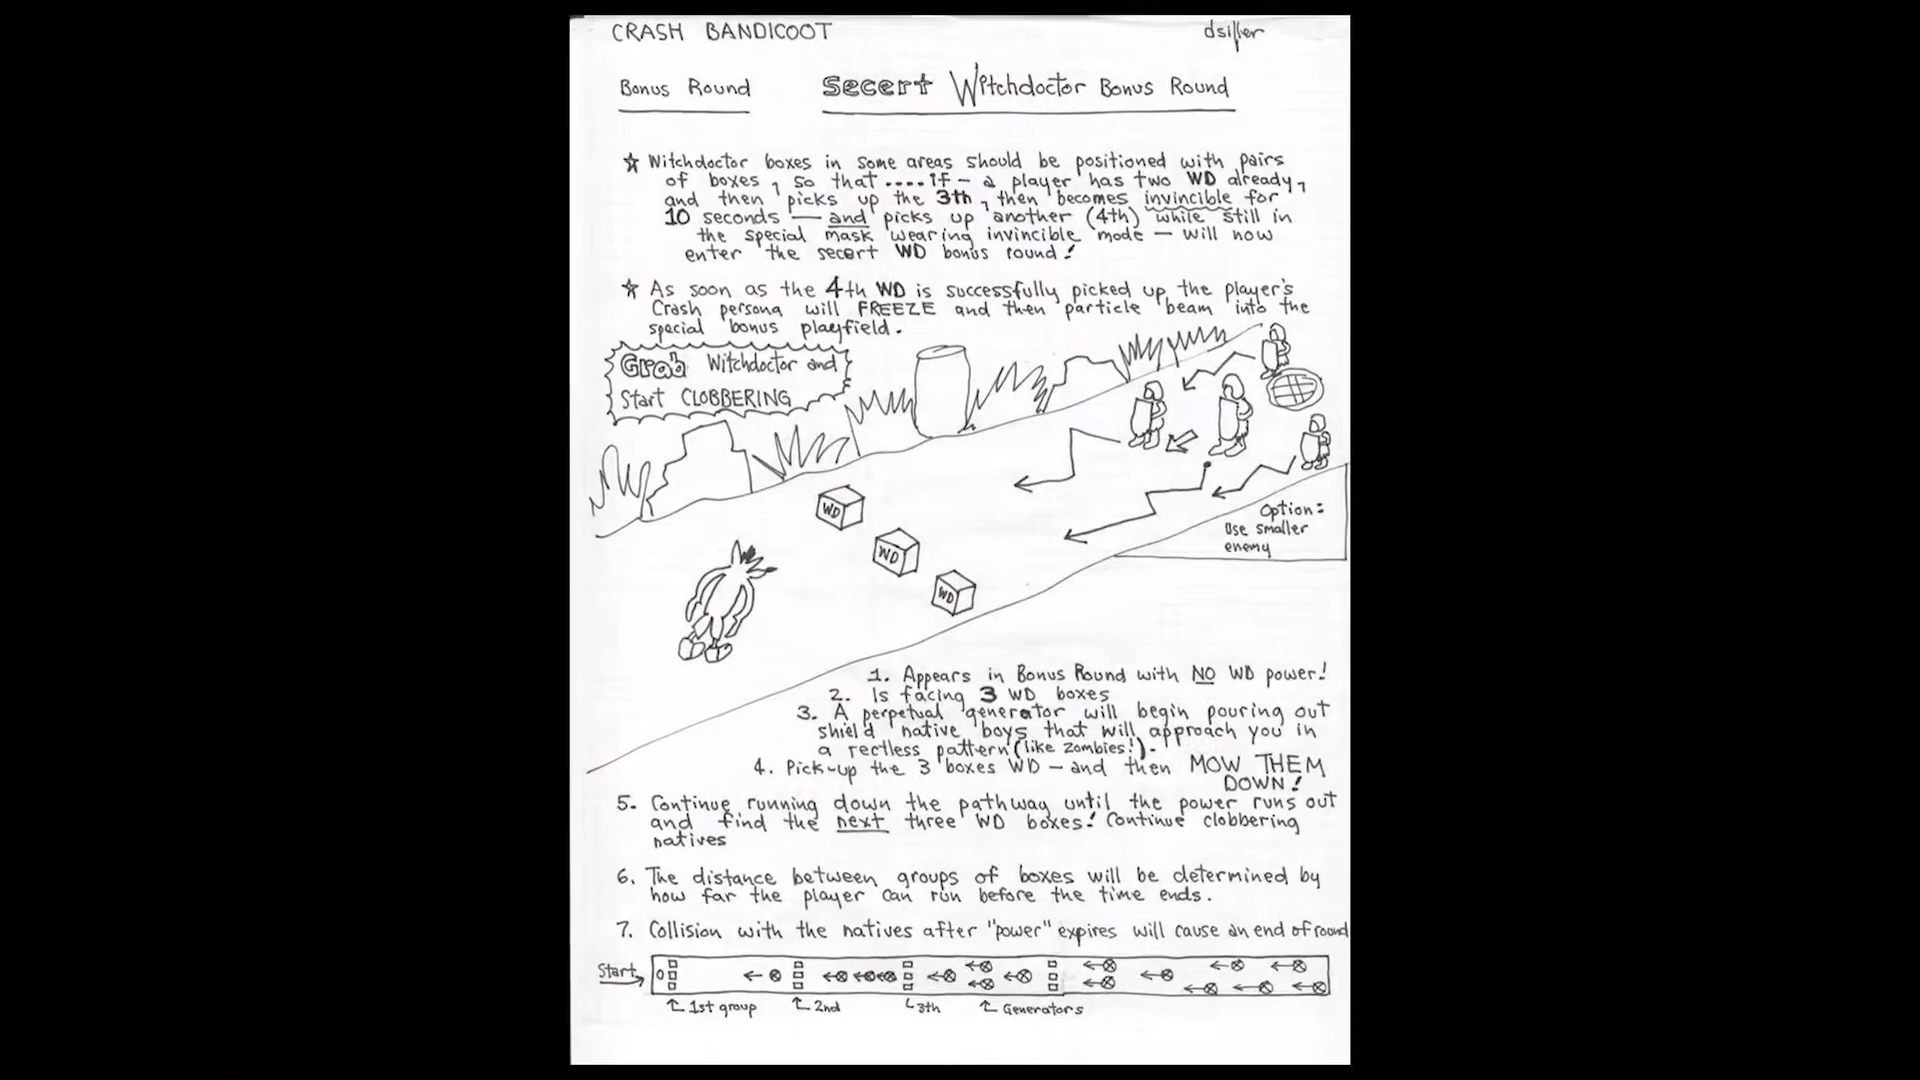 CRASH BANDICOOT
dsiller
Bonus Round
Secert Witchdoctor Bonus Round
☆ Witchdoctor boxes in some areas should be positioned with pairs
of boxes, so that .... if – a player has two WD already,
and then picks up the 3th, then becomes invincible for
10 seconds — and picks up another (4th) while still in
the special mask wearing invincible mode — will now
enter the secert WD bonus round!
☆ As soon as the 4th WD is successfully picked up the player's
Crash persona will FREEZE and then particle beam into the
special bonus playfield.
Grab Witchdoctor and
Start CLOBBERING
WD
WD
WD
Option:
Use smaller
enemy
1. Appears in Bonus Round with NO WD power!
2. Is facing 3 WD boxes
3. A perpetual generator will begin pouring out
shield native boys that will approach you in
a rectless pattern (like zombies!).
4. Pick-up the 3 boxes WD – and then MOW THEM
DOWN!
5. Continue running down the pathway until the power runs out
and find the next three WD boxes! Continue clobbering
natives
6. The distance between groups of boxes will be determined by
how far the player can run before the time ends.
7. Collision with the natives after "power" expires will cause an end of round
Start
1st group
2nd
3th
Generators